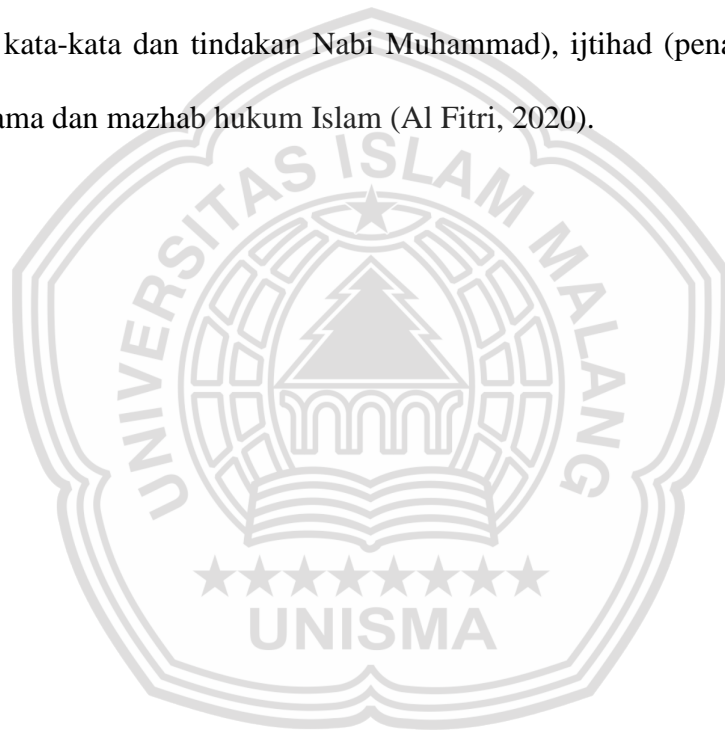 kata-kata dan tindakan Nabi Muhammad), ijtihad (pena
ama dan mazhab hukum Islam (Al Fitri, 2020).
UNIVERSITAS ISLAM MALANG
UNISMA